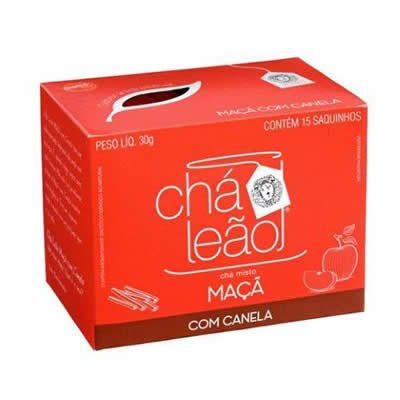 MAÇÃ COM CANELA
PESO LÍQ. 30g
CONTÉM 15 SAQUINHOS
chá
leão
chá misto
MAÇÃ
COM CANELA